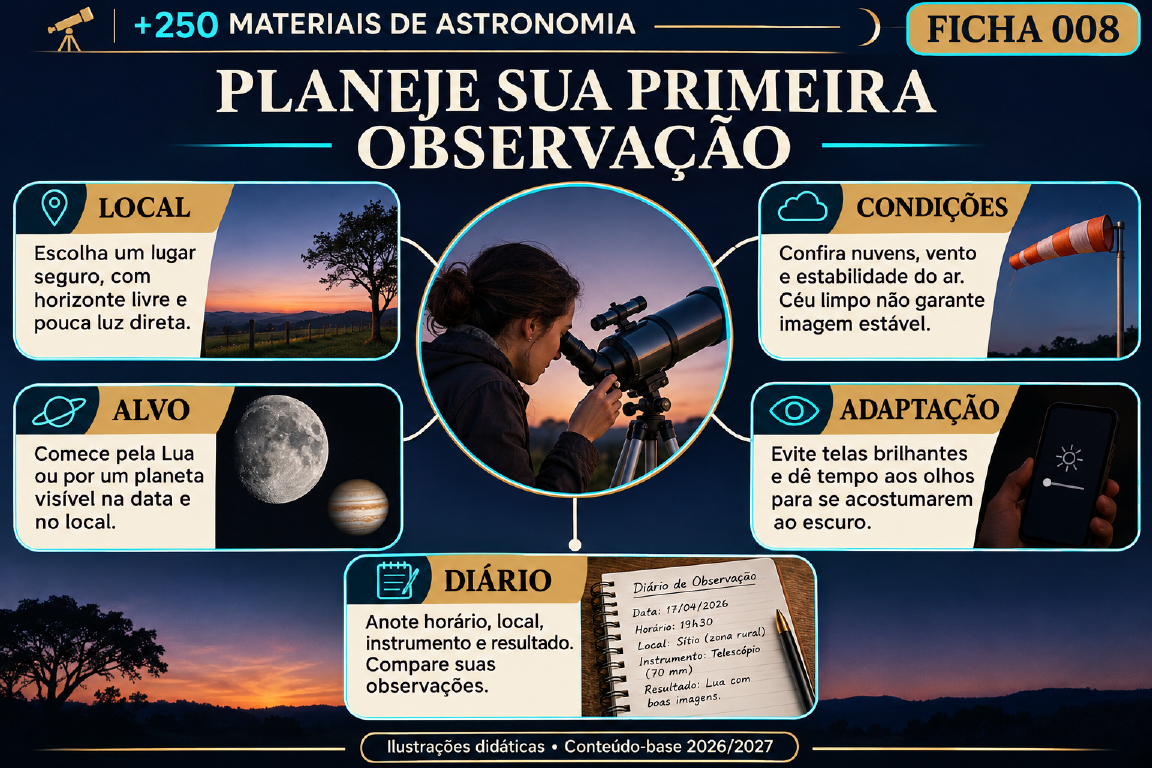 +250 MATERIAIS DE ASTRONOMIA
FICHA 008
PLANEJE SUA PRIMEIRA
OBSERVAÇÃO
LOCAL
Escolha um lugar
seguro, com
horizonte livre e
pouca luz direta.
CONDIÇÕES
Confira nuvens, vento
e estabilidade do ar.
Céu limpo não garante
imagem estável.
ALVO
Comece pela Lua
ou por um planeta
visível na data e
no local.
ADAPTAÇÃO
Evite telas brilhantes
e dê tempo aos olhos
para se acostumarem
ao escuro.
DIÁRIO
Anote horário, local,
instrumento e resultado.
Compare suas
observações.
Diário de Observação
Data: 17/04/2026
Horário: 19h30
Local: Sítio (zona rural)
Instrumento: Telescópio
(70 mm)
Resultado: Lua com
boas imagens.
Ilustrações didáticas • Conteúdo-base 2026/2027